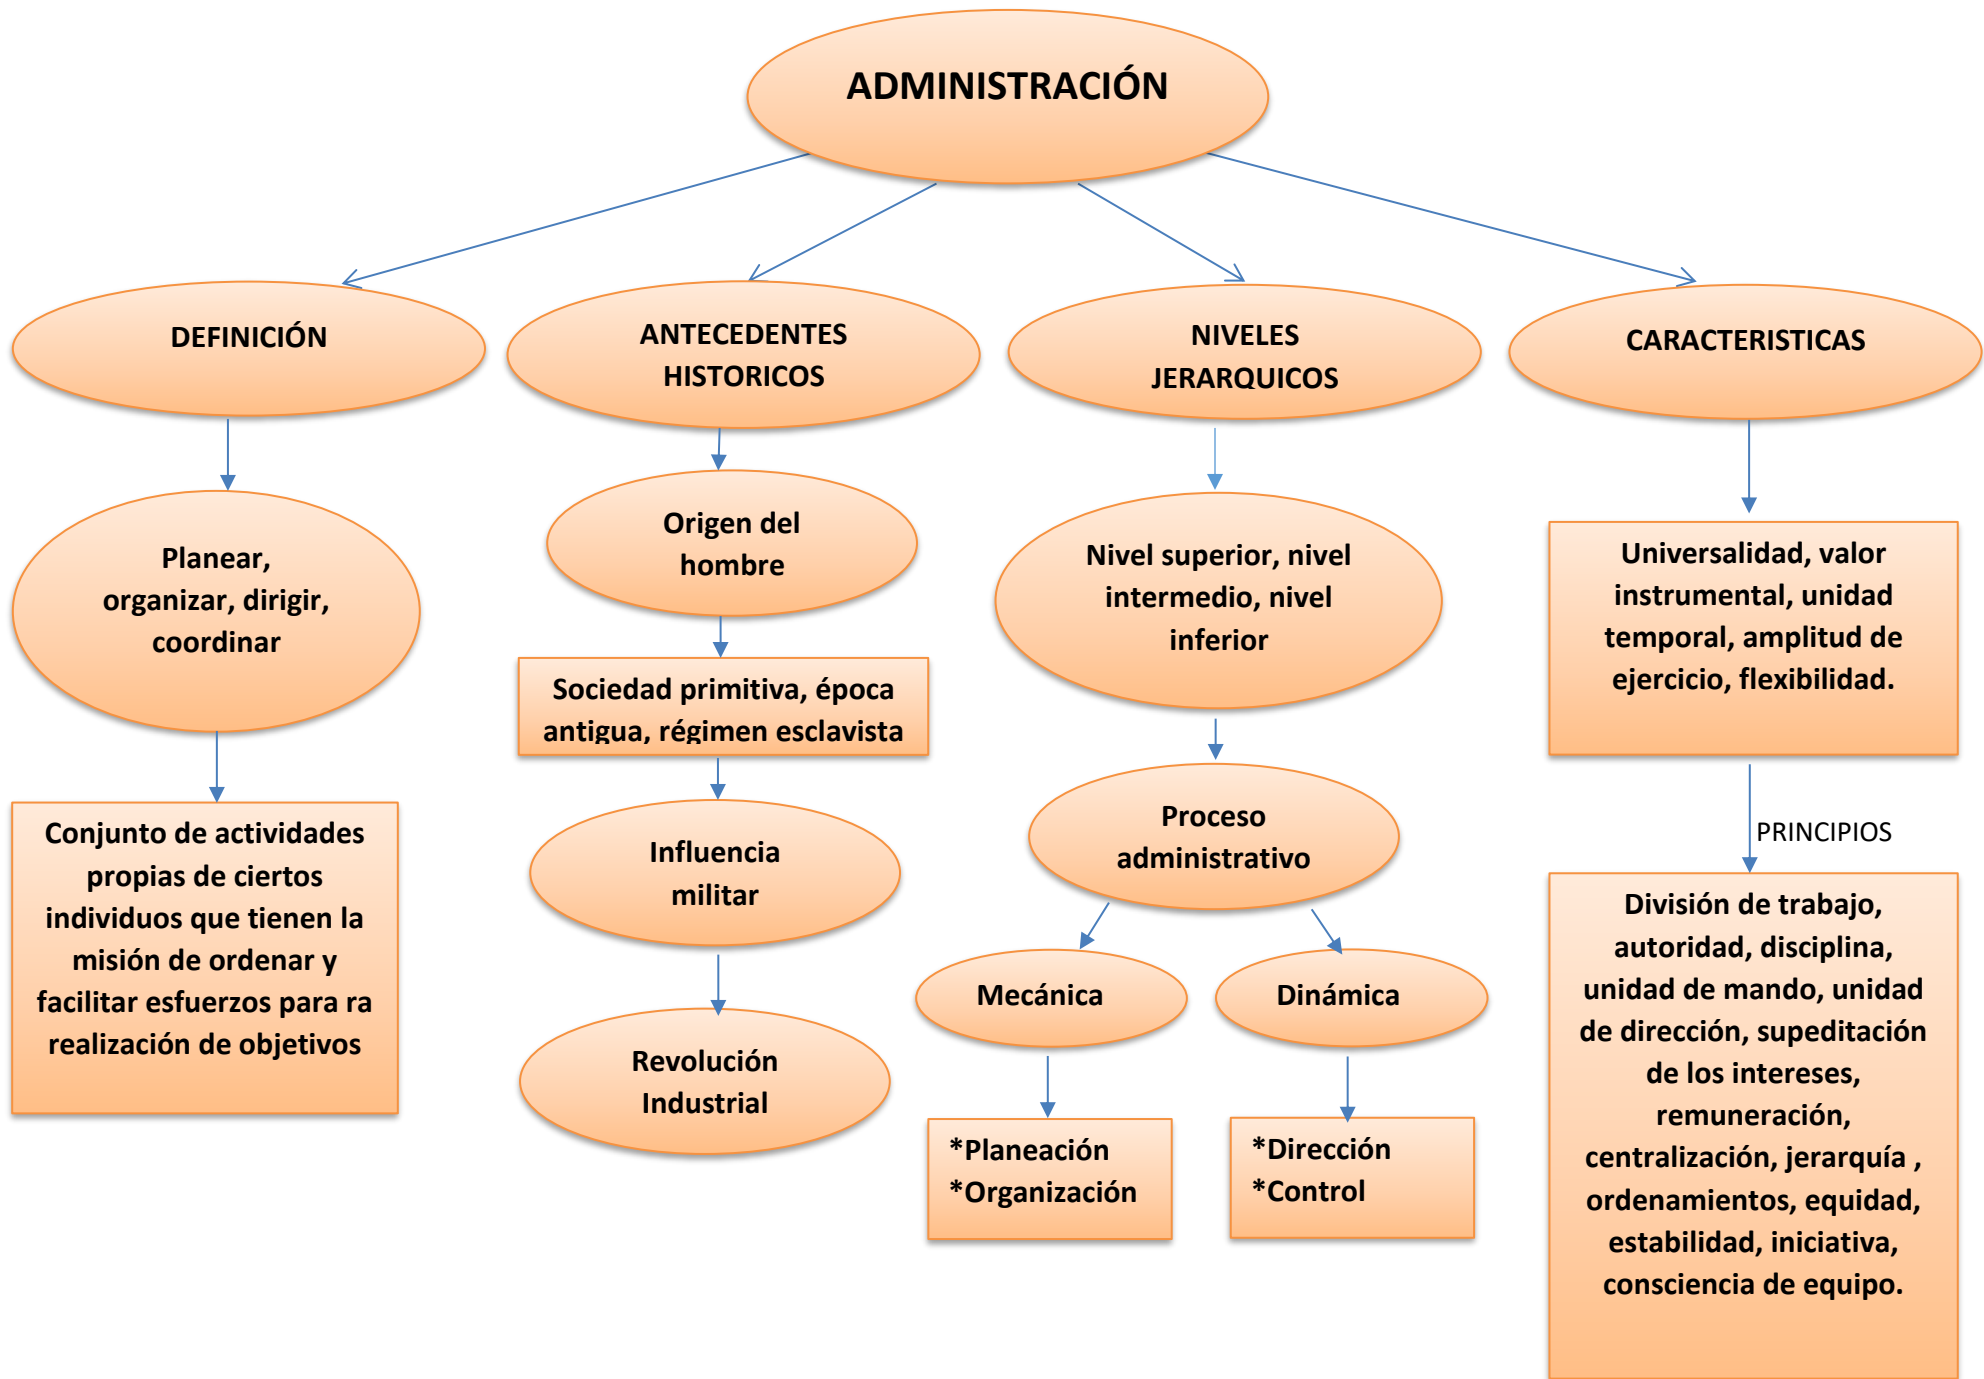 ADMINISTRACIÓN
DEFINICIÓN
Planear,
organizar, dirigir,
coordinar
Conjunto de actividades
propias de ciertos
individuos que tienen la
misión de ordenar y
facilitar esfuerzos para ra
realización de objetivos
ANTECEDENTES
HISTORICOS
Origen del
hombre
Sociedad primitiva, época
antigua, régimen esclavista
Influencia
militar
Revolución
Industrial
NIVELES
JERARQUICOS
Nivel superior, nivel
intermedio, nivel
inferior
Proceso
administrativo
Mecánica
*Planeación
*Organización
Dinámica
*Dirección
*Control
CARACTERISTICAS
Universalidad, valor
instrumental, unidad
temporal, amplitud de
ejercicio, flexibilidad.
PRINCIPIOS
División de trabajo,
autoridad, disciplina,
unidad de mando, unidad
de dirección, supeditación
de los intereses,
remuneración,
centralización, jerarquía ,
ordenamientos, equidad,
estabilidad, iniciativa,
consciencia de equipo.